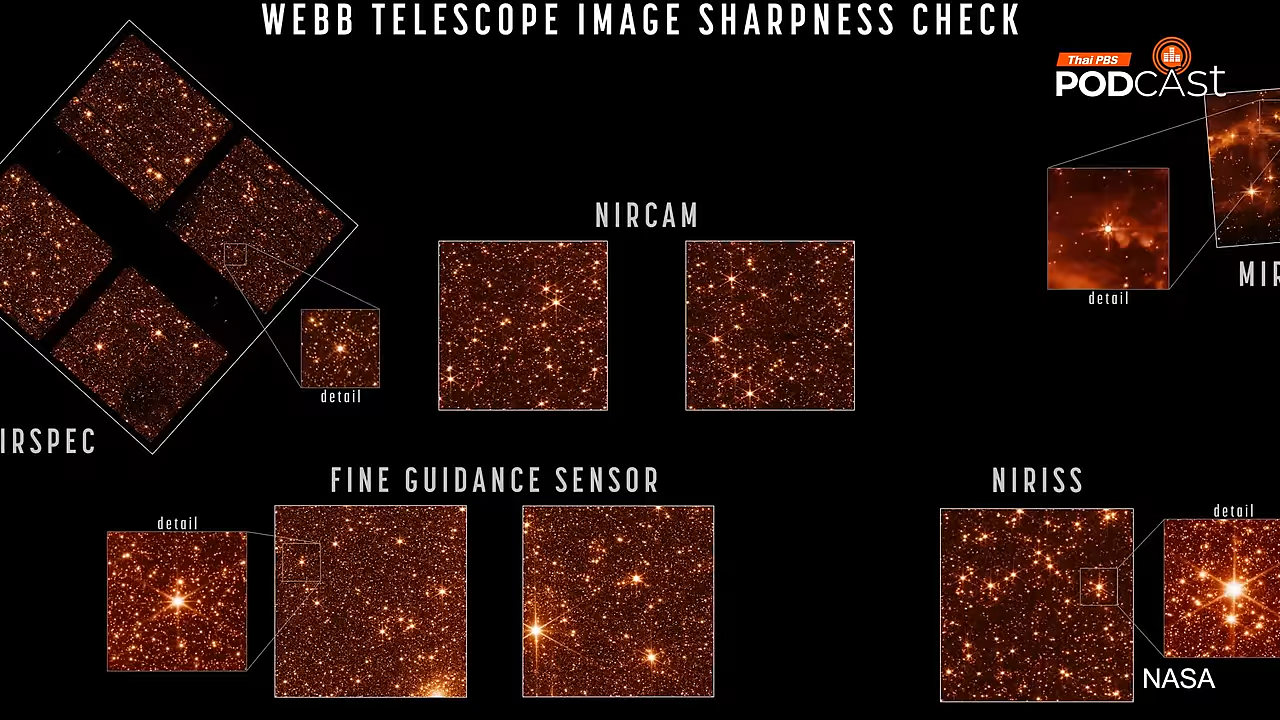 WEBB TELESCOPE IMAGE SHARPNESS CHECK
Thai PBS
PODCAST
NIRCAM
detail
MIR
detail
IRSPEC
FINE GUIDANCE SENSOR
NIRISS
detail
detail
NASA